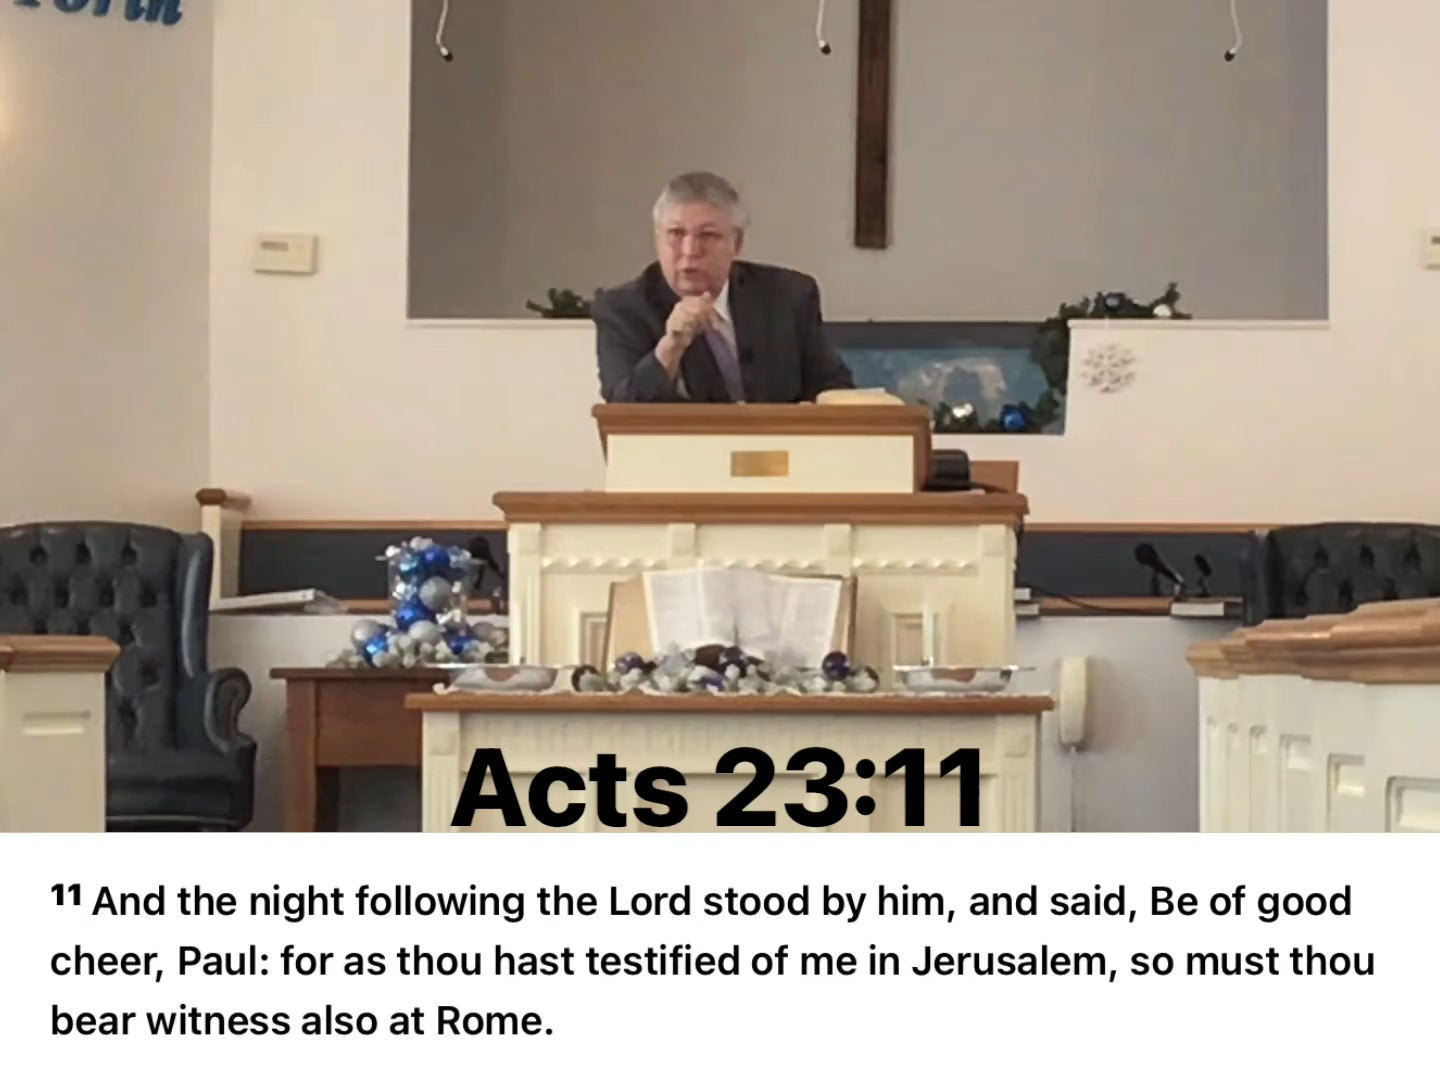 Acts 23:11
11 And the night following the Lord stood by him, and said, Be of good
cheer, Paul: for as thou hast testified of me in Jerusalem, so must thou
bear witness also at Rome.